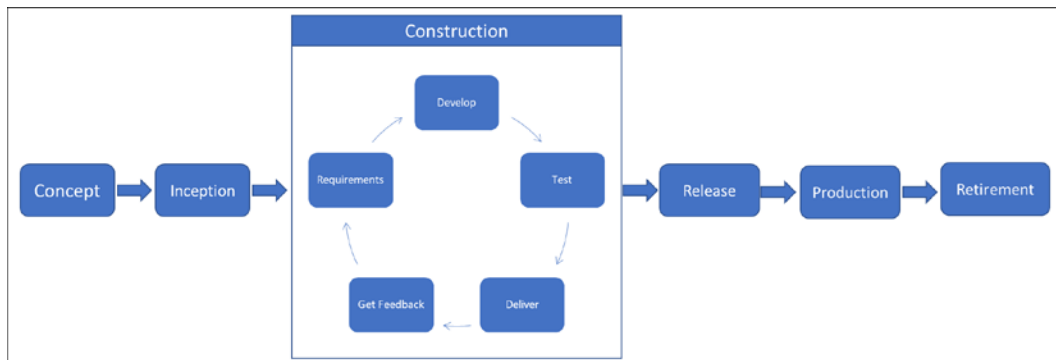 Construction
Develop
Requirements
Test
Get Feedback
Deliver
Concept
Inception
Release
Production
Retirement